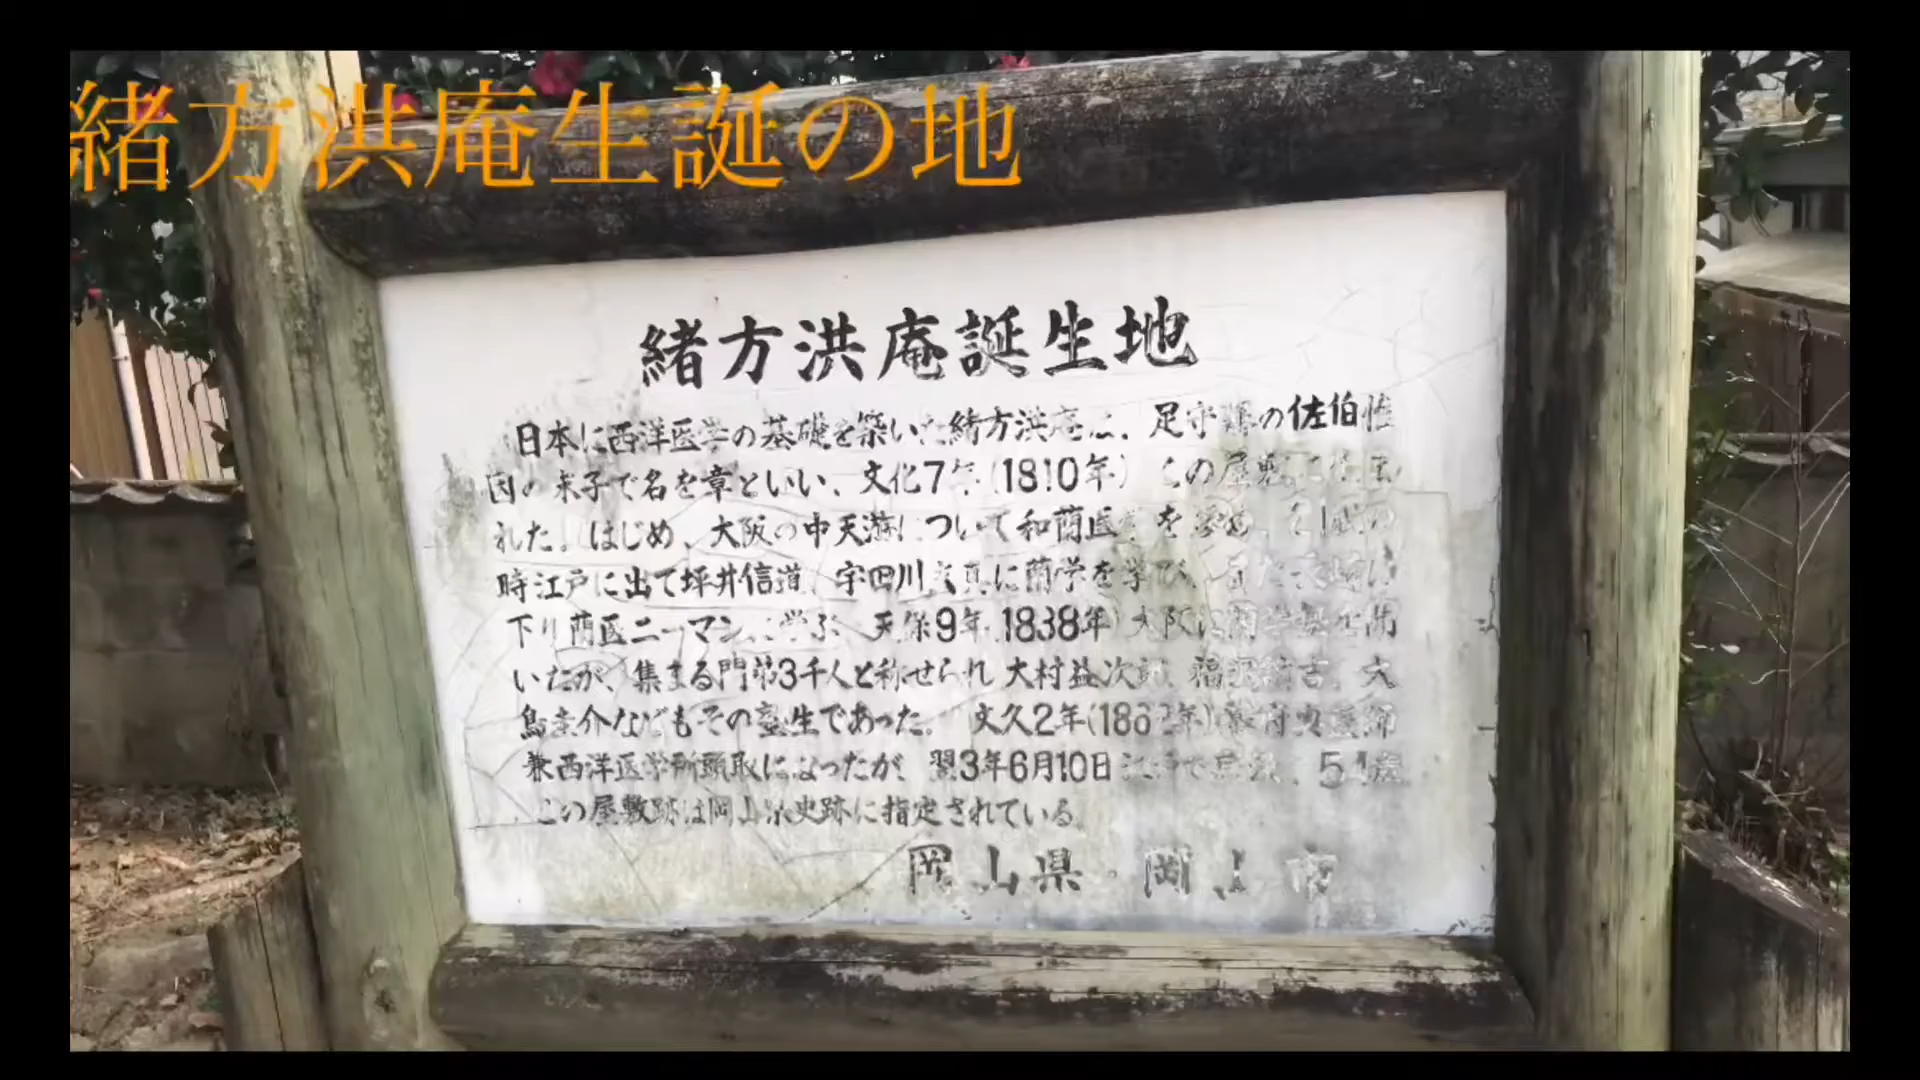 緒方洪庵生誕の地
緒方洪庵誕生地
日本に西洋医学の基礎を築いた緒方洪庵は、足守藩の佐伯惟
因の末子で名を章といい、文化7年(1810年)この屋敷に
れた。はじめ、大阪の中天游について和蘭医学を
時江戸に出て坪井信道、宇田川玄真に蘭学を学び、
下り蘭医ニーマンに学ぶ 天保9年(1838年)大阪に
いたが、集まる門弟3千人と称せられ 大村益次郎、福沢諭吉、大
鳥圭介などもその塾生であった。 文久2年(1862年)
兼西洋医学所頭取になったが、翌3年6月10日 54歳
この屋敷跡は岡山県史跡に指定されている。
岡山県・岡山市